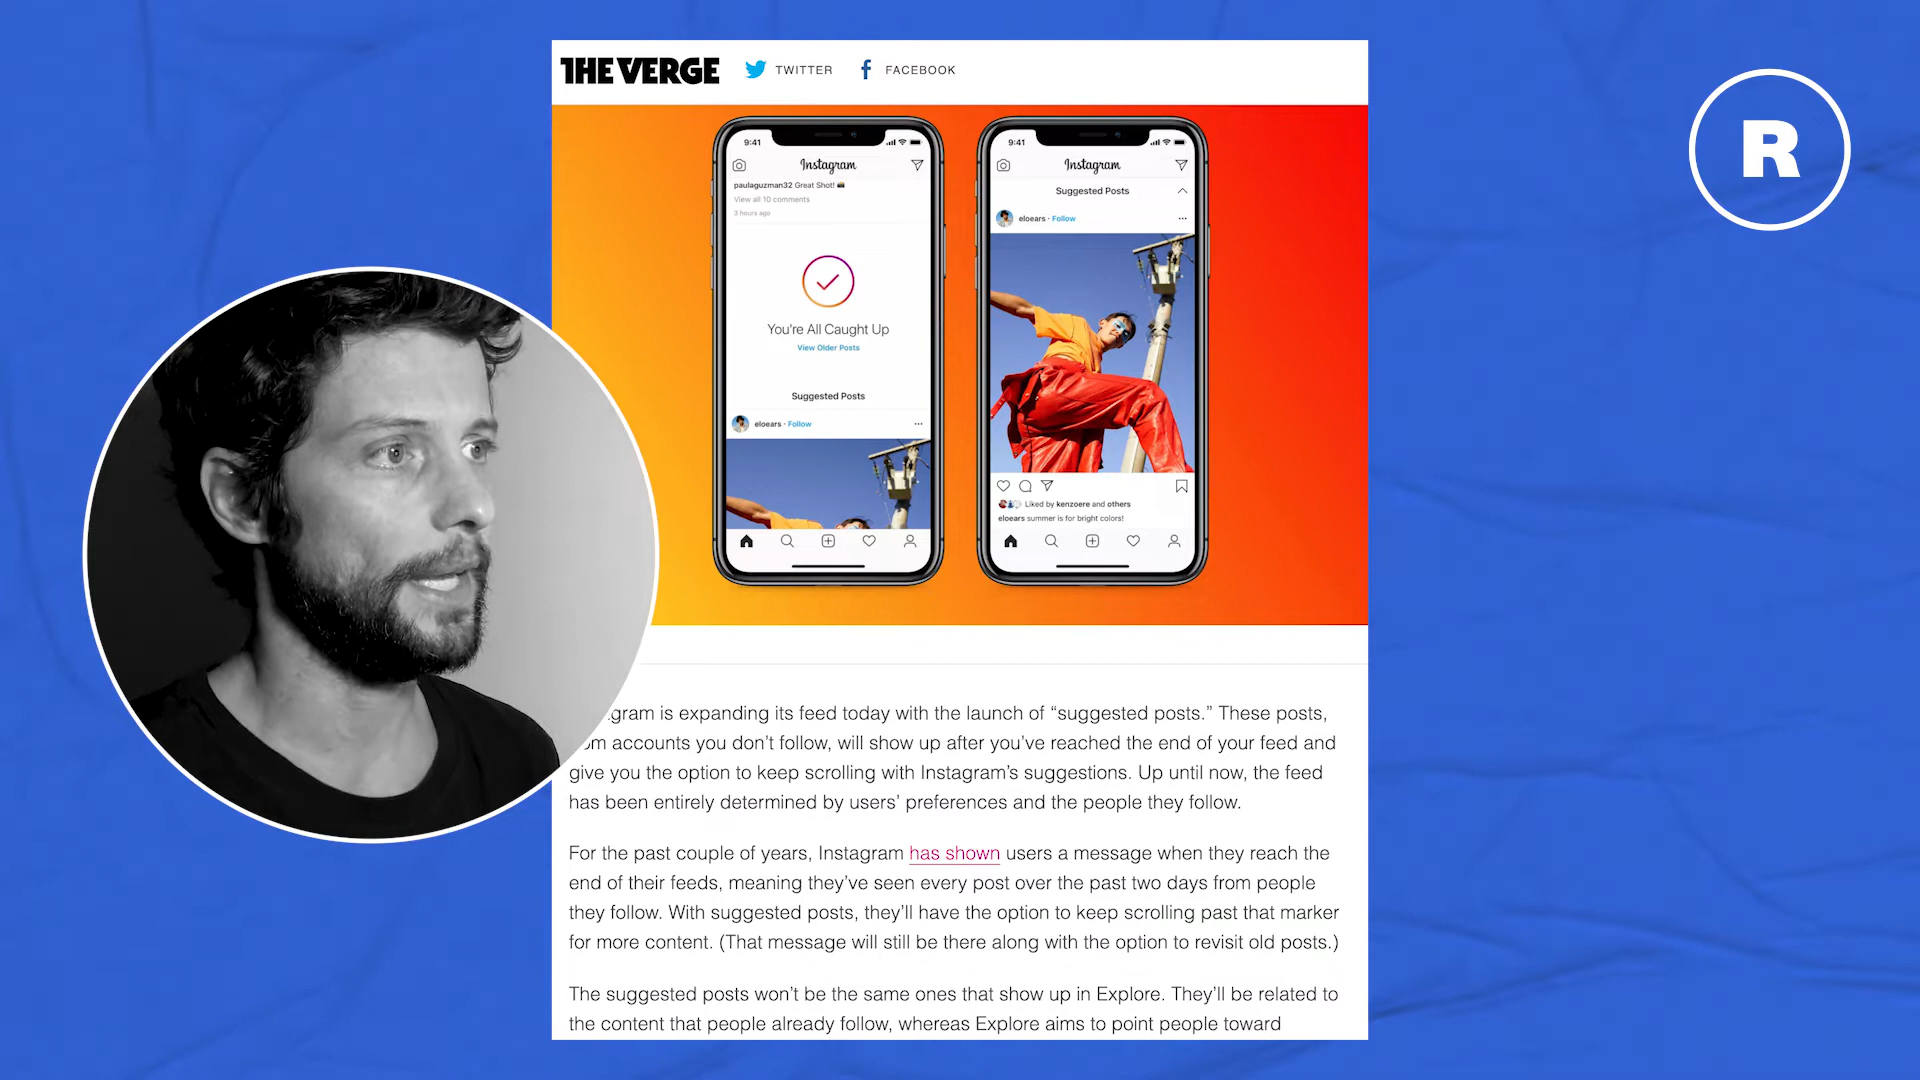 THE VERGE TWITTER FACEBOOK
R
9:41
Instagram
paulaguzman32 Great Shot!
View all 10 comments
3 hours ago
You're All Caught Up
View Older Posts
Suggested Posts
eloears · Follow
9:41
Instagram
Suggested Posts
eloears · Follow
Liked by kenzoere and others
eloears summer is for bright colors!
gram is expanding its feed today with the launch of “suggested posts.” These posts,
om accounts you don’t follow, will show up after you’ve reached the end of your feed and
give you the option to keep scrolling with Instagram’s suggestions. Up until now, the feed
has been entirely determined by users’ preferences and the people they follow.
For the past couple of years, Instagram has shown users a message when they reach the
end of their feeds, meaning they’ve seen every post over the past two days from people
they follow. With suggested posts, they’ll have the option to keep scrolling past that marker
for more content. (That message will still be there along with the option to revisit old posts.)
The suggested posts won’t be the same ones that show up in Explore. They’ll be related to
the content that people already follow, whereas Explore aims to point people toward